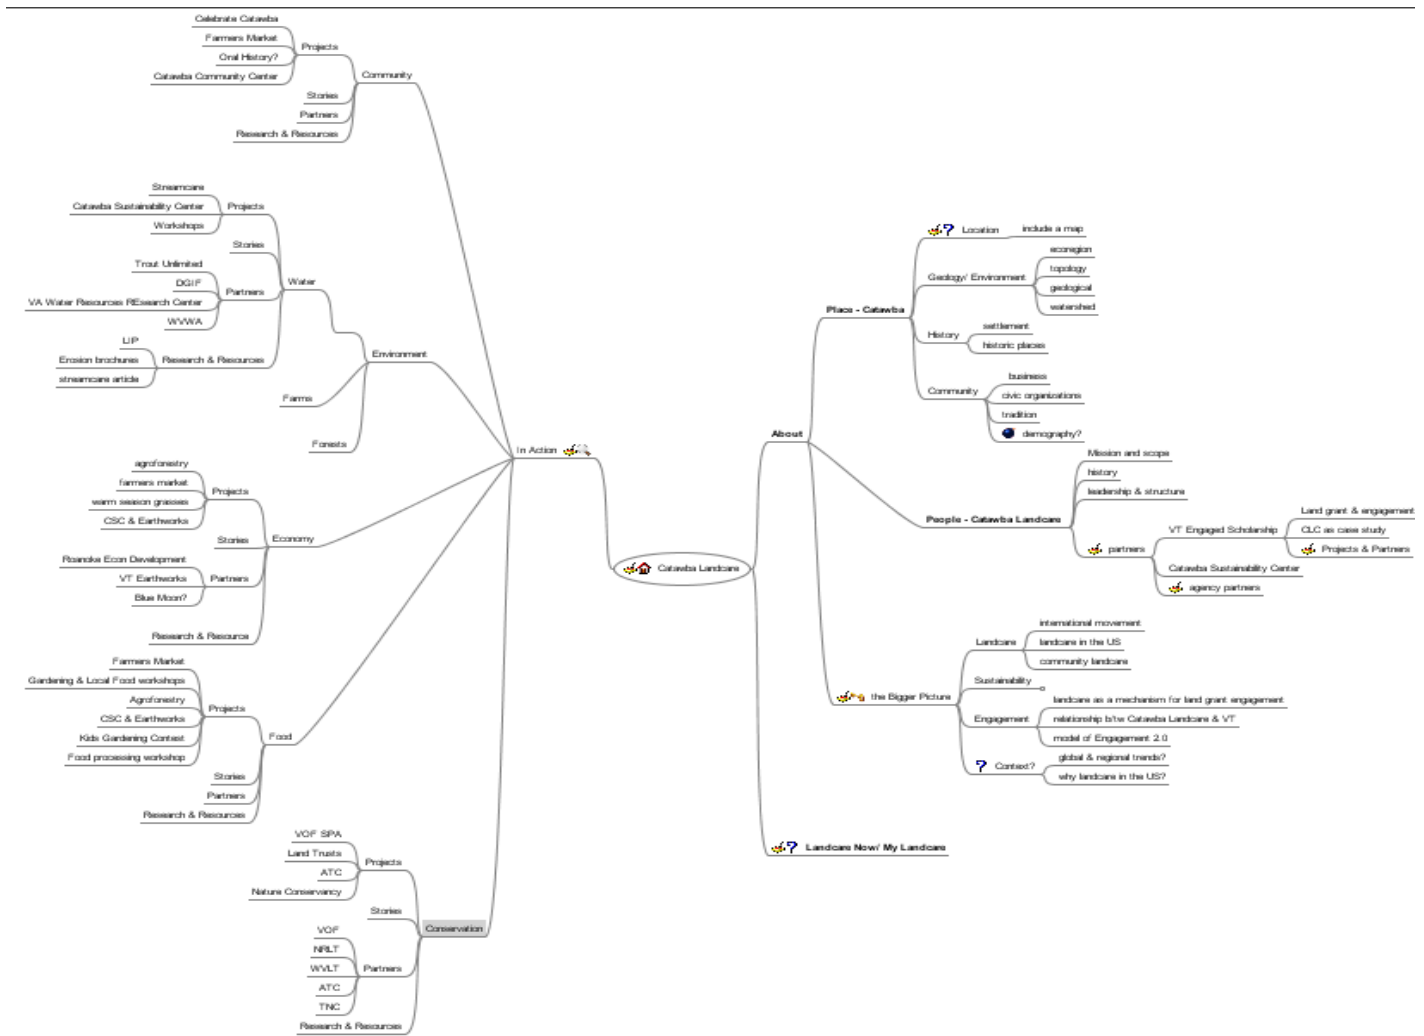 Celebrate Catawba
Farmers Market
Oral History?
Catawba Community Center
Projects
Stories
Partners
Research & Resources
Community
Streamcare
Catawba Sustainability Center
Workshops
Projects
Stories
Trout Unlimited
DGIF
VA Water Resources REsearch Center
WVWA
Partners
LIP
Erosion brochures
streamcare article
Research & Resources
Water
Farms
Forests
Environment
agroforestry
farmers market
warm season grasses
CSC & Earthworks
Projects
Stories
Roanoke Econ Development
VT Earthworks
Blue Moon?
Partners
Research & Resource
Economy
Farmers Market
Gardening & Local Food workshops
Agroforestry
CSC & Earthworks
Kids Gardening Contest
Food processing workshop
Projects
Stories
Partners
Research & Resources
Food
VOF SPA
Land Trusts
ATC
Nature Conservancy
Projects
Stories
VOF
NRLT
WVLT
ATC
TNC
Partners
Research & Resources
Conservation
In Action
Catawba Landcare
About
Place - Catawba
? Location
include a map
Geology/ Environment
ecoregion
topology
geological
watershed
History
settlement
historic places
Community
business
civic organizations
tradition
demography?
People - Catawba Landcare
Mission and scope
history
leadership & structure
partners
VT Engaged Scholarship
Land grant & engagement
CLC as case study
Projects & Partners
Catawba Sustainability Center
agency partners
the Bigger Picture
Landcare
international movement
landcare in the US
community landcare
Sustainability
Engagement
landcare as a mechanism for land grant engagement
relationship b/tw Catawba Landcare & VT
model of Engagement 2.0
? Context?
global & regional trends?
why landcare in the US?
? Landcare Now/ My Landcare